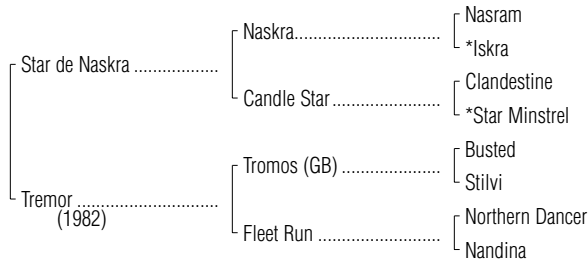 Nasram
Naskra..............................
*Iskra
Star de Naskra ....................
Clandestine
Candle Star ........................
*Star Minstrel
Busted
Tromos (GB) ......................
Stilvi
Tremor ................................
(1982)
Northern Dancer
Fleet Run ...........................
Nandina